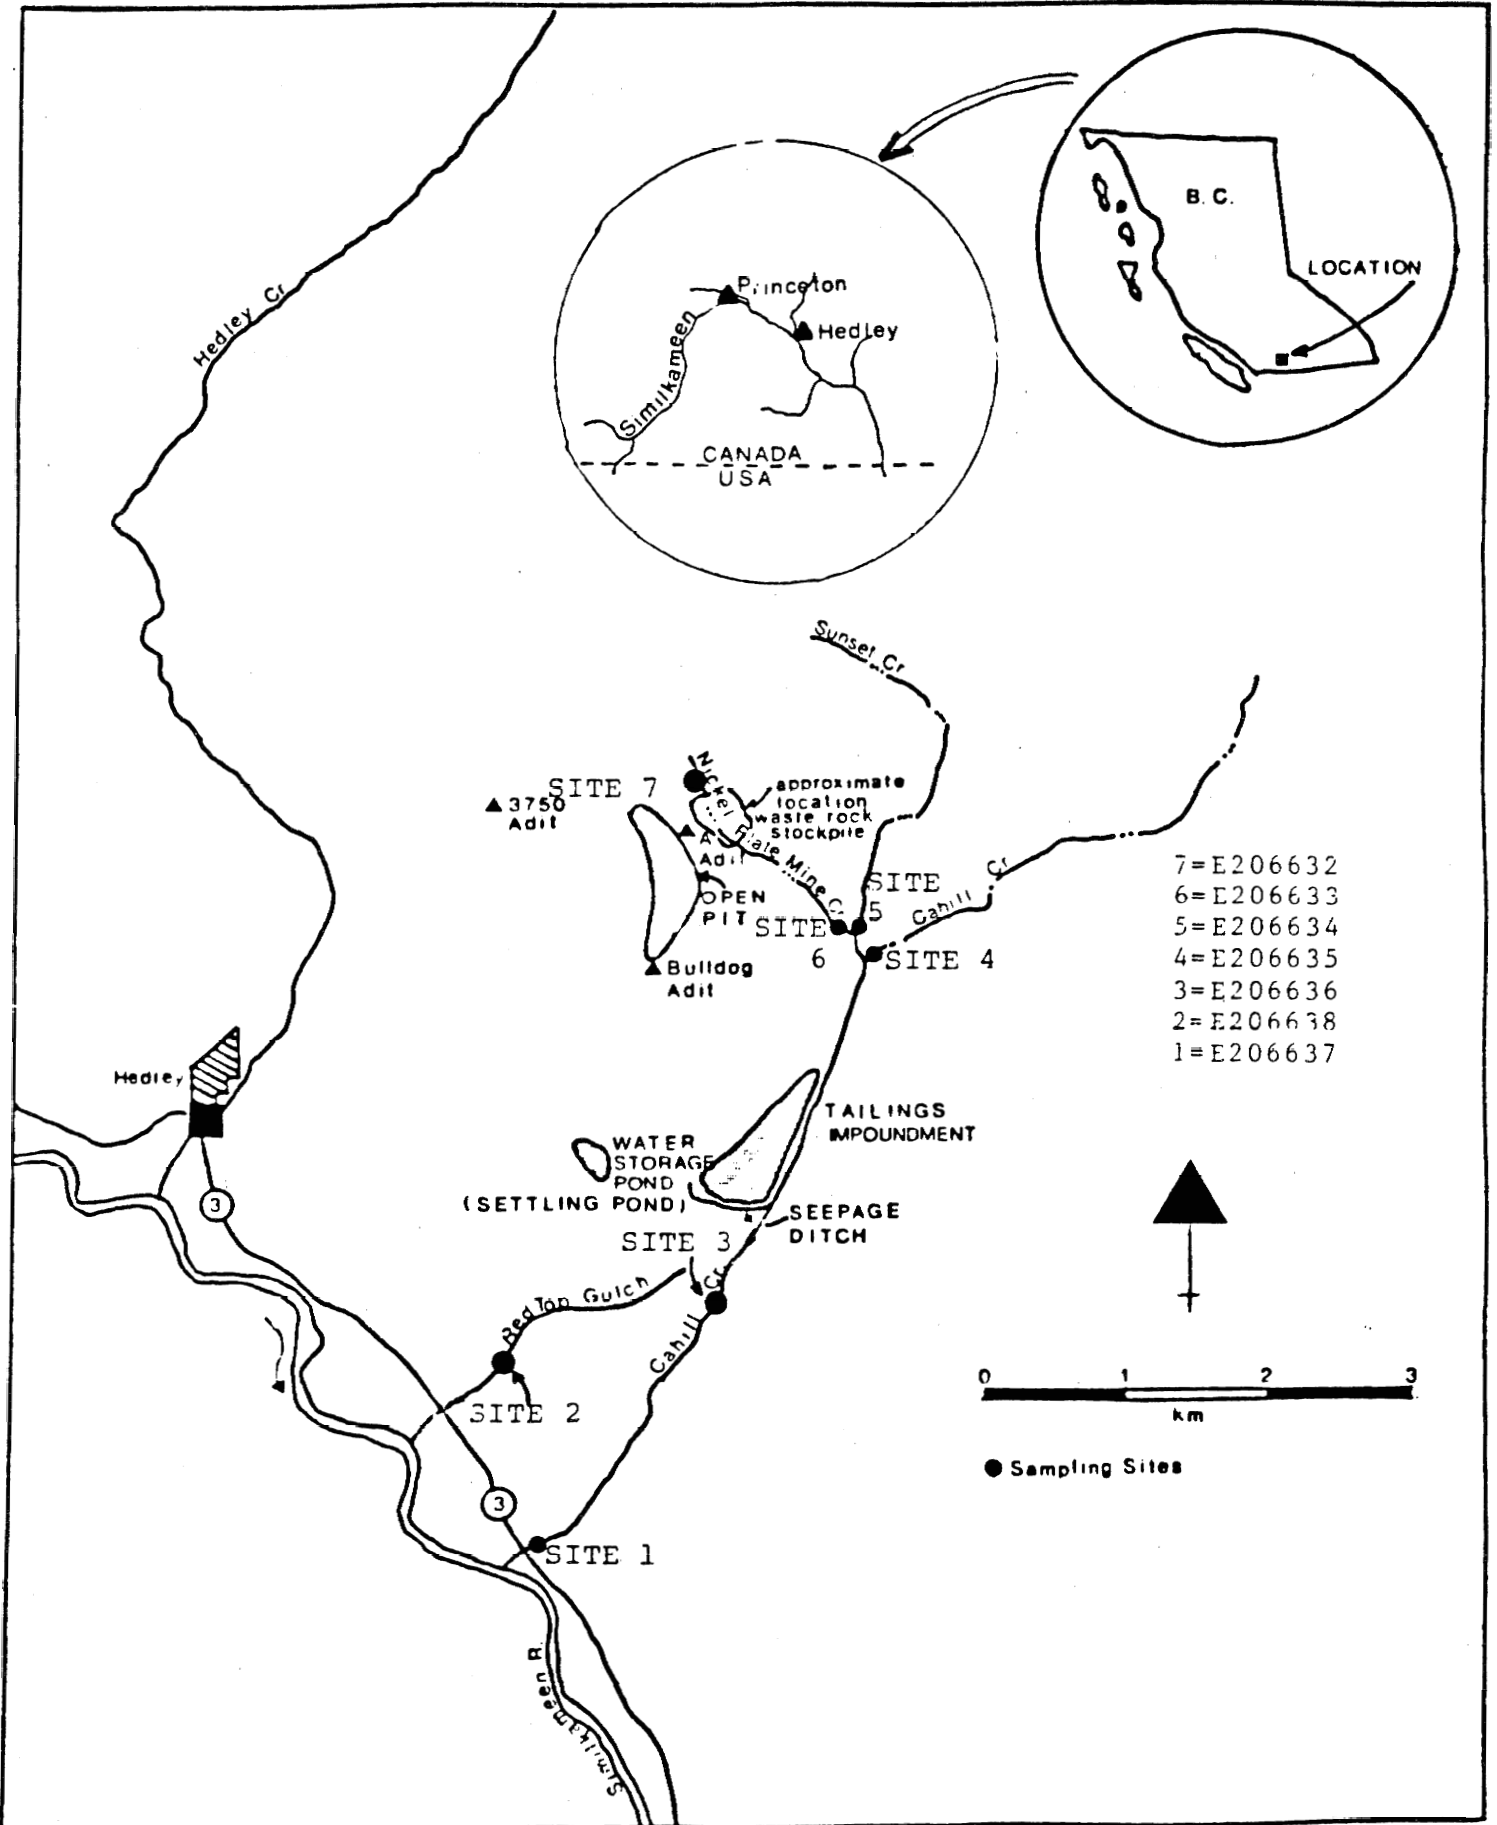 B. C.
LOCATION
Princeton
Hedley
Similkameen
CANADA
USA
Hedley Cr
Sunset Cr
SITE 7
3750
Adit
Nickel Plate Mine Cr
approximate
location
waste rock
stockpile
A
Adit
OPEN
PIT
SITE
5
SITE
6
Cahill Cr
SITE 4
Bulldog
Adit
7=E206632
6=E206633
5=E206634
4=E206635
3=E206636
2=E206638
1=E206637
Hedley
TAILINGS
IMPOUNDMENT
WATER
STORAGE
POND
(SETTLING POND)
SEEPAGE
DITCH
3
SITE 3
Red Top Gulch
Cahill Cr
SITE 2
0 1 2 3
km
Sampling Sites
3
SITE 1
Similkameen R.